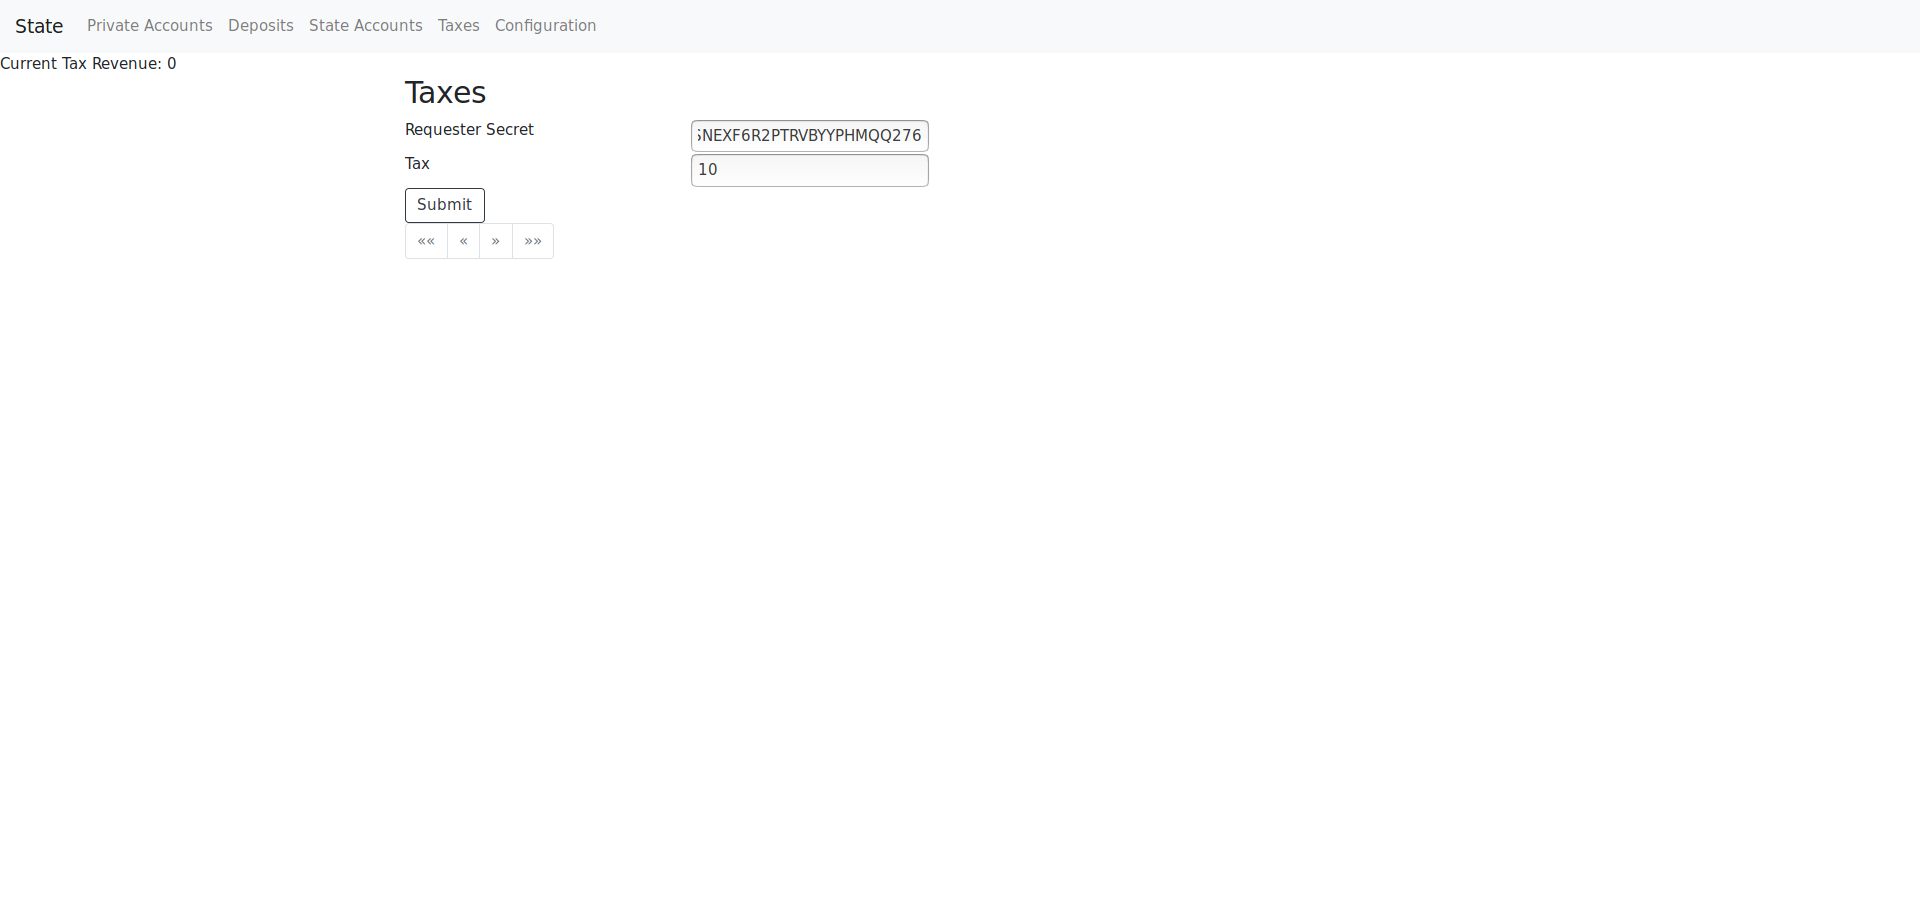 State Private Accounts Deposits State Accounts Taxes Configuration
Current Tax Revenue: 0
Taxes
Requester Secret NEXF6R2PTRVBYYPHMQQ276
Tax 10
Submit
«« « » »»